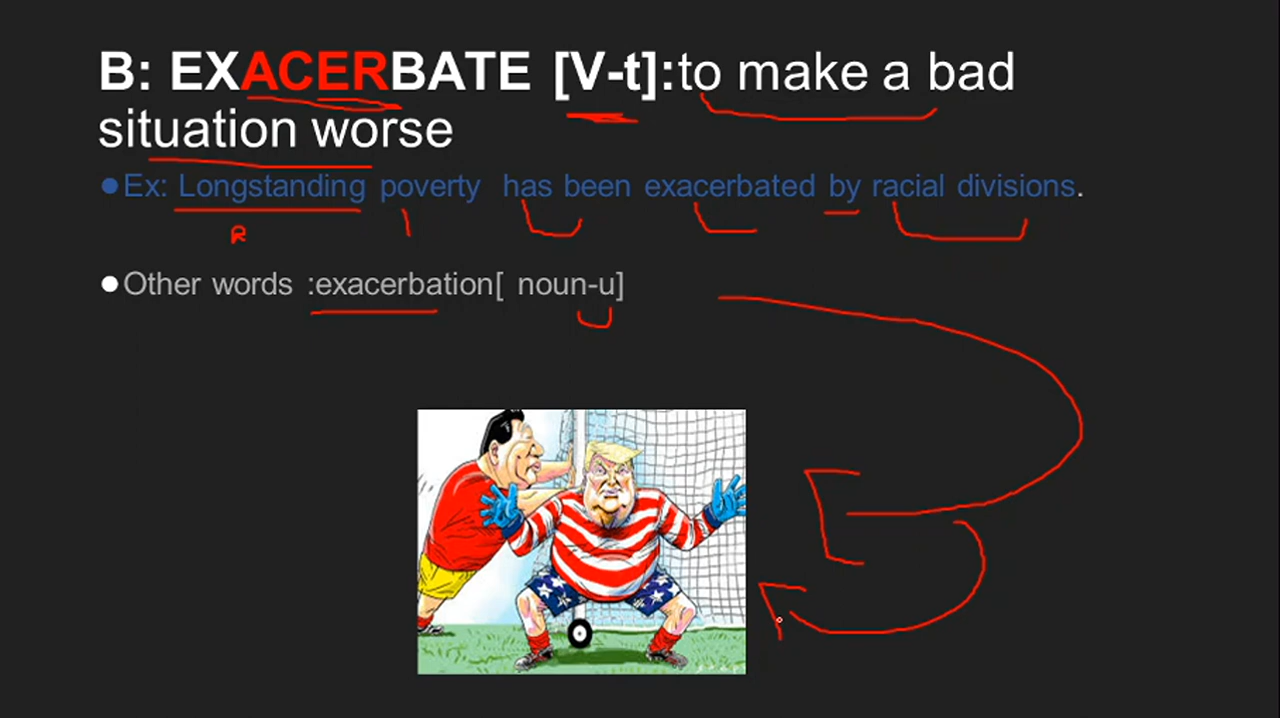 B: EXACERBATE [V-t]:to make a bad
situation worse
Ex: Longstanding poverty has been exacerbated by racial divisions.
R
Other words :exacerbation[ noun-u]